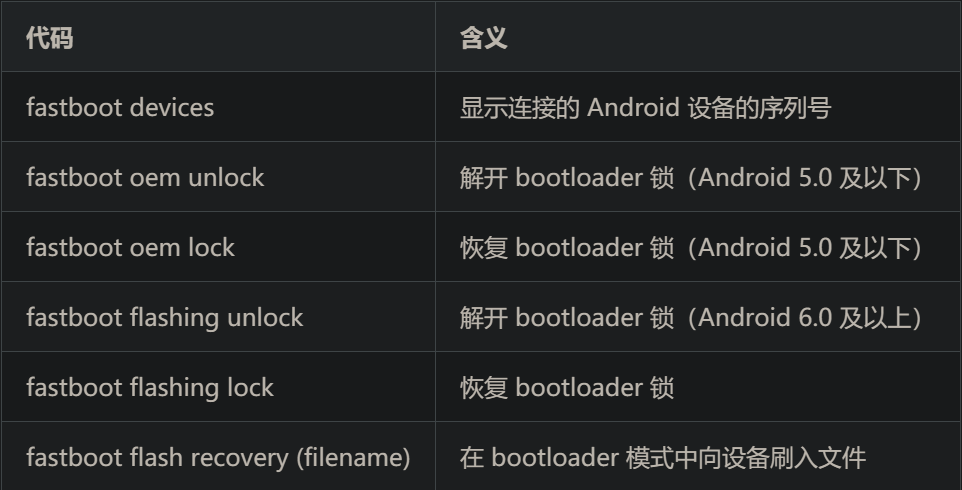 代码 含义
fastboot devices 显示连接的 Android 设备的序列号
fastboot oem unlock 解开 bootloader 锁（Android 5.0 及以下）
fastboot oem lock 恢复 bootloader 锁（Android 5.0 及以下）
fastboot flashing unlock 解开 bootloader 锁（Android 6.0 及以上）
fastboot flashing lock 恢复 bootloader 锁
fastboot flash recovery (filename) 在 bootloader 模式中向设备刷入文件